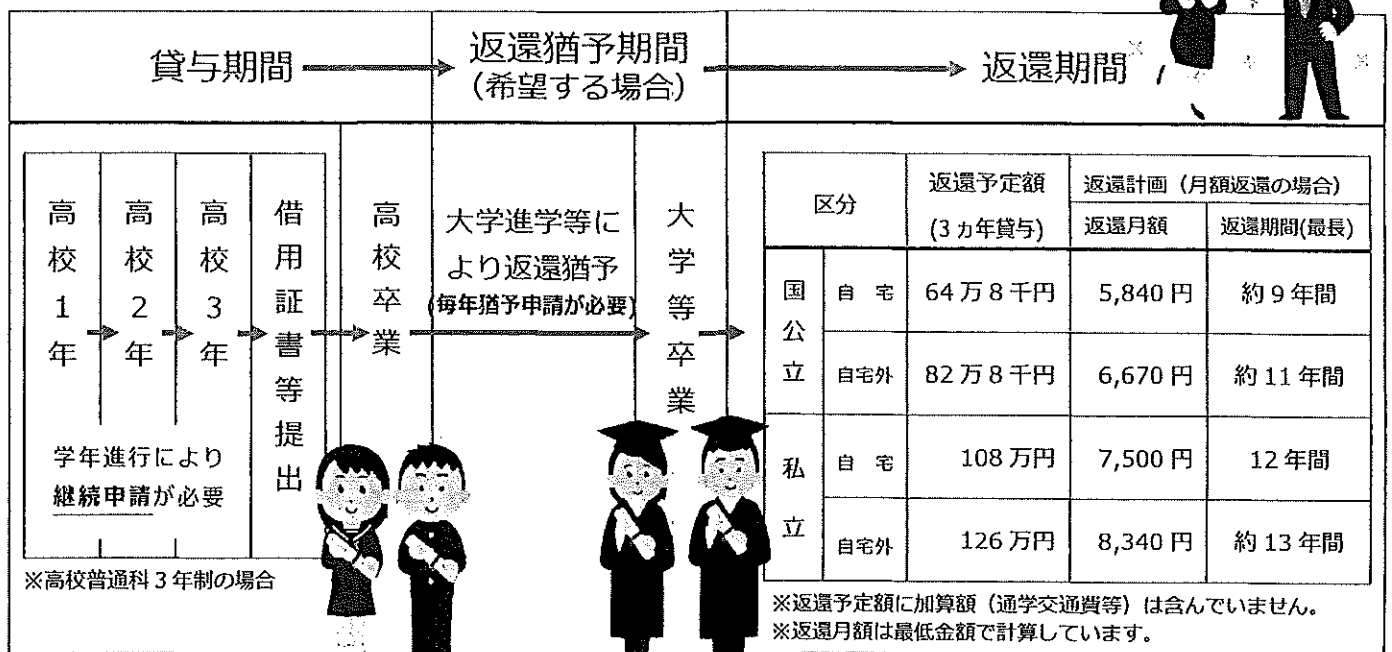 貸与期間
返還猶予期間
(希望する場合)
返還期間
高校1年
高校2年
高校3年
借用証書等提出
学年進行により
継続申請が必要
※高校普通科3年制の場合
高校卒業
大学進学等に
より返還猶予
(毎年猶予申請が必要)
大学等卒業
区分
返還予定額
(3ヵ年貸与)
返還計画(月額返還の場合)
返還月額
返還期間(最長)
国公立
自宅 64万8千円 5,840円 約9年間
自宅外 82万8千円 6,670円 約11年間
私立
自宅 108万円 7,500円 12年間
自宅外 126万円 8,340円 約13年間
※返還予定額に加算額(通学交通費等)は含んでいません。
※返還月額は最低金額で計算しています。